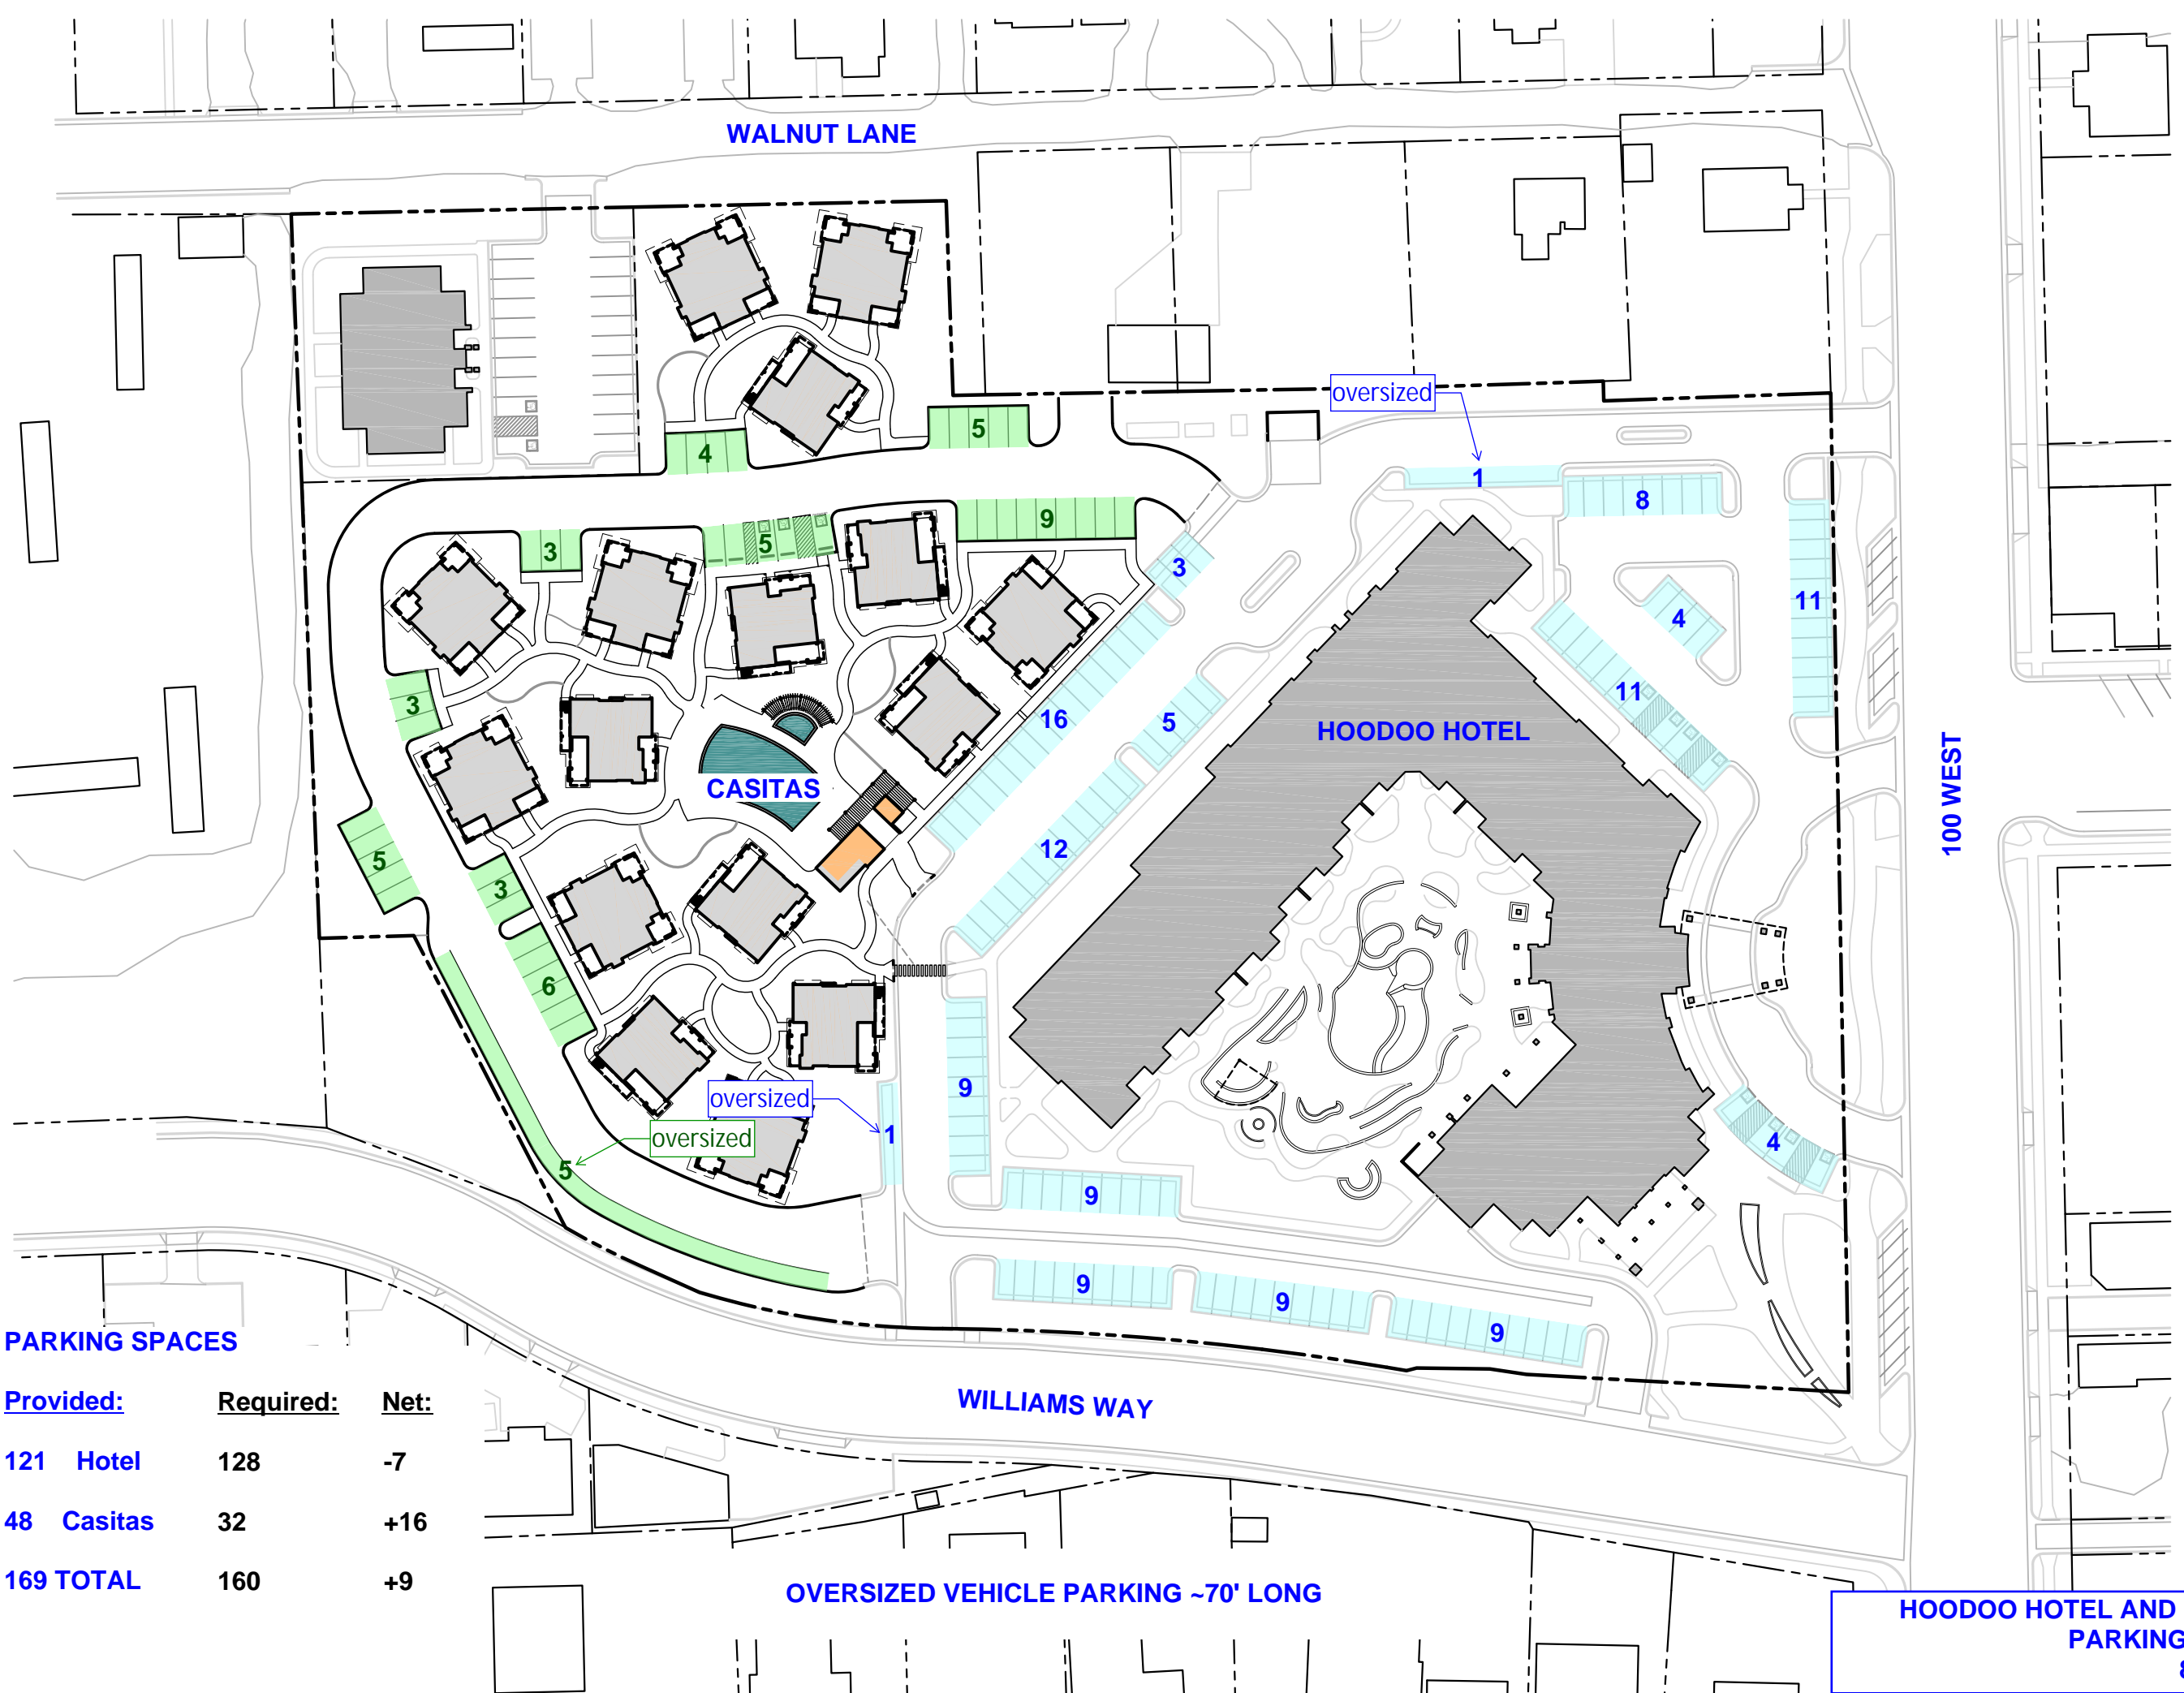 WALNUT LANE
oversized
5
4
1
8
9
3
5
3
11
4
3
11
16
5
HOODOO HOTEL
CASITAS
100 WEST
12
5
3
6
9
oversized
1
oversized
4
5
9
9
9
9
PARKING SPACES
Provided: Required: Net:
WILLIAMS WAY
121 Hotel 128 -7
48 Casitas 32 +16
169 TOTAL 160 +9
OVERSIZED VEHICLE PARKING ~70' LONG
HOODOO HOTEL AND
PARKING